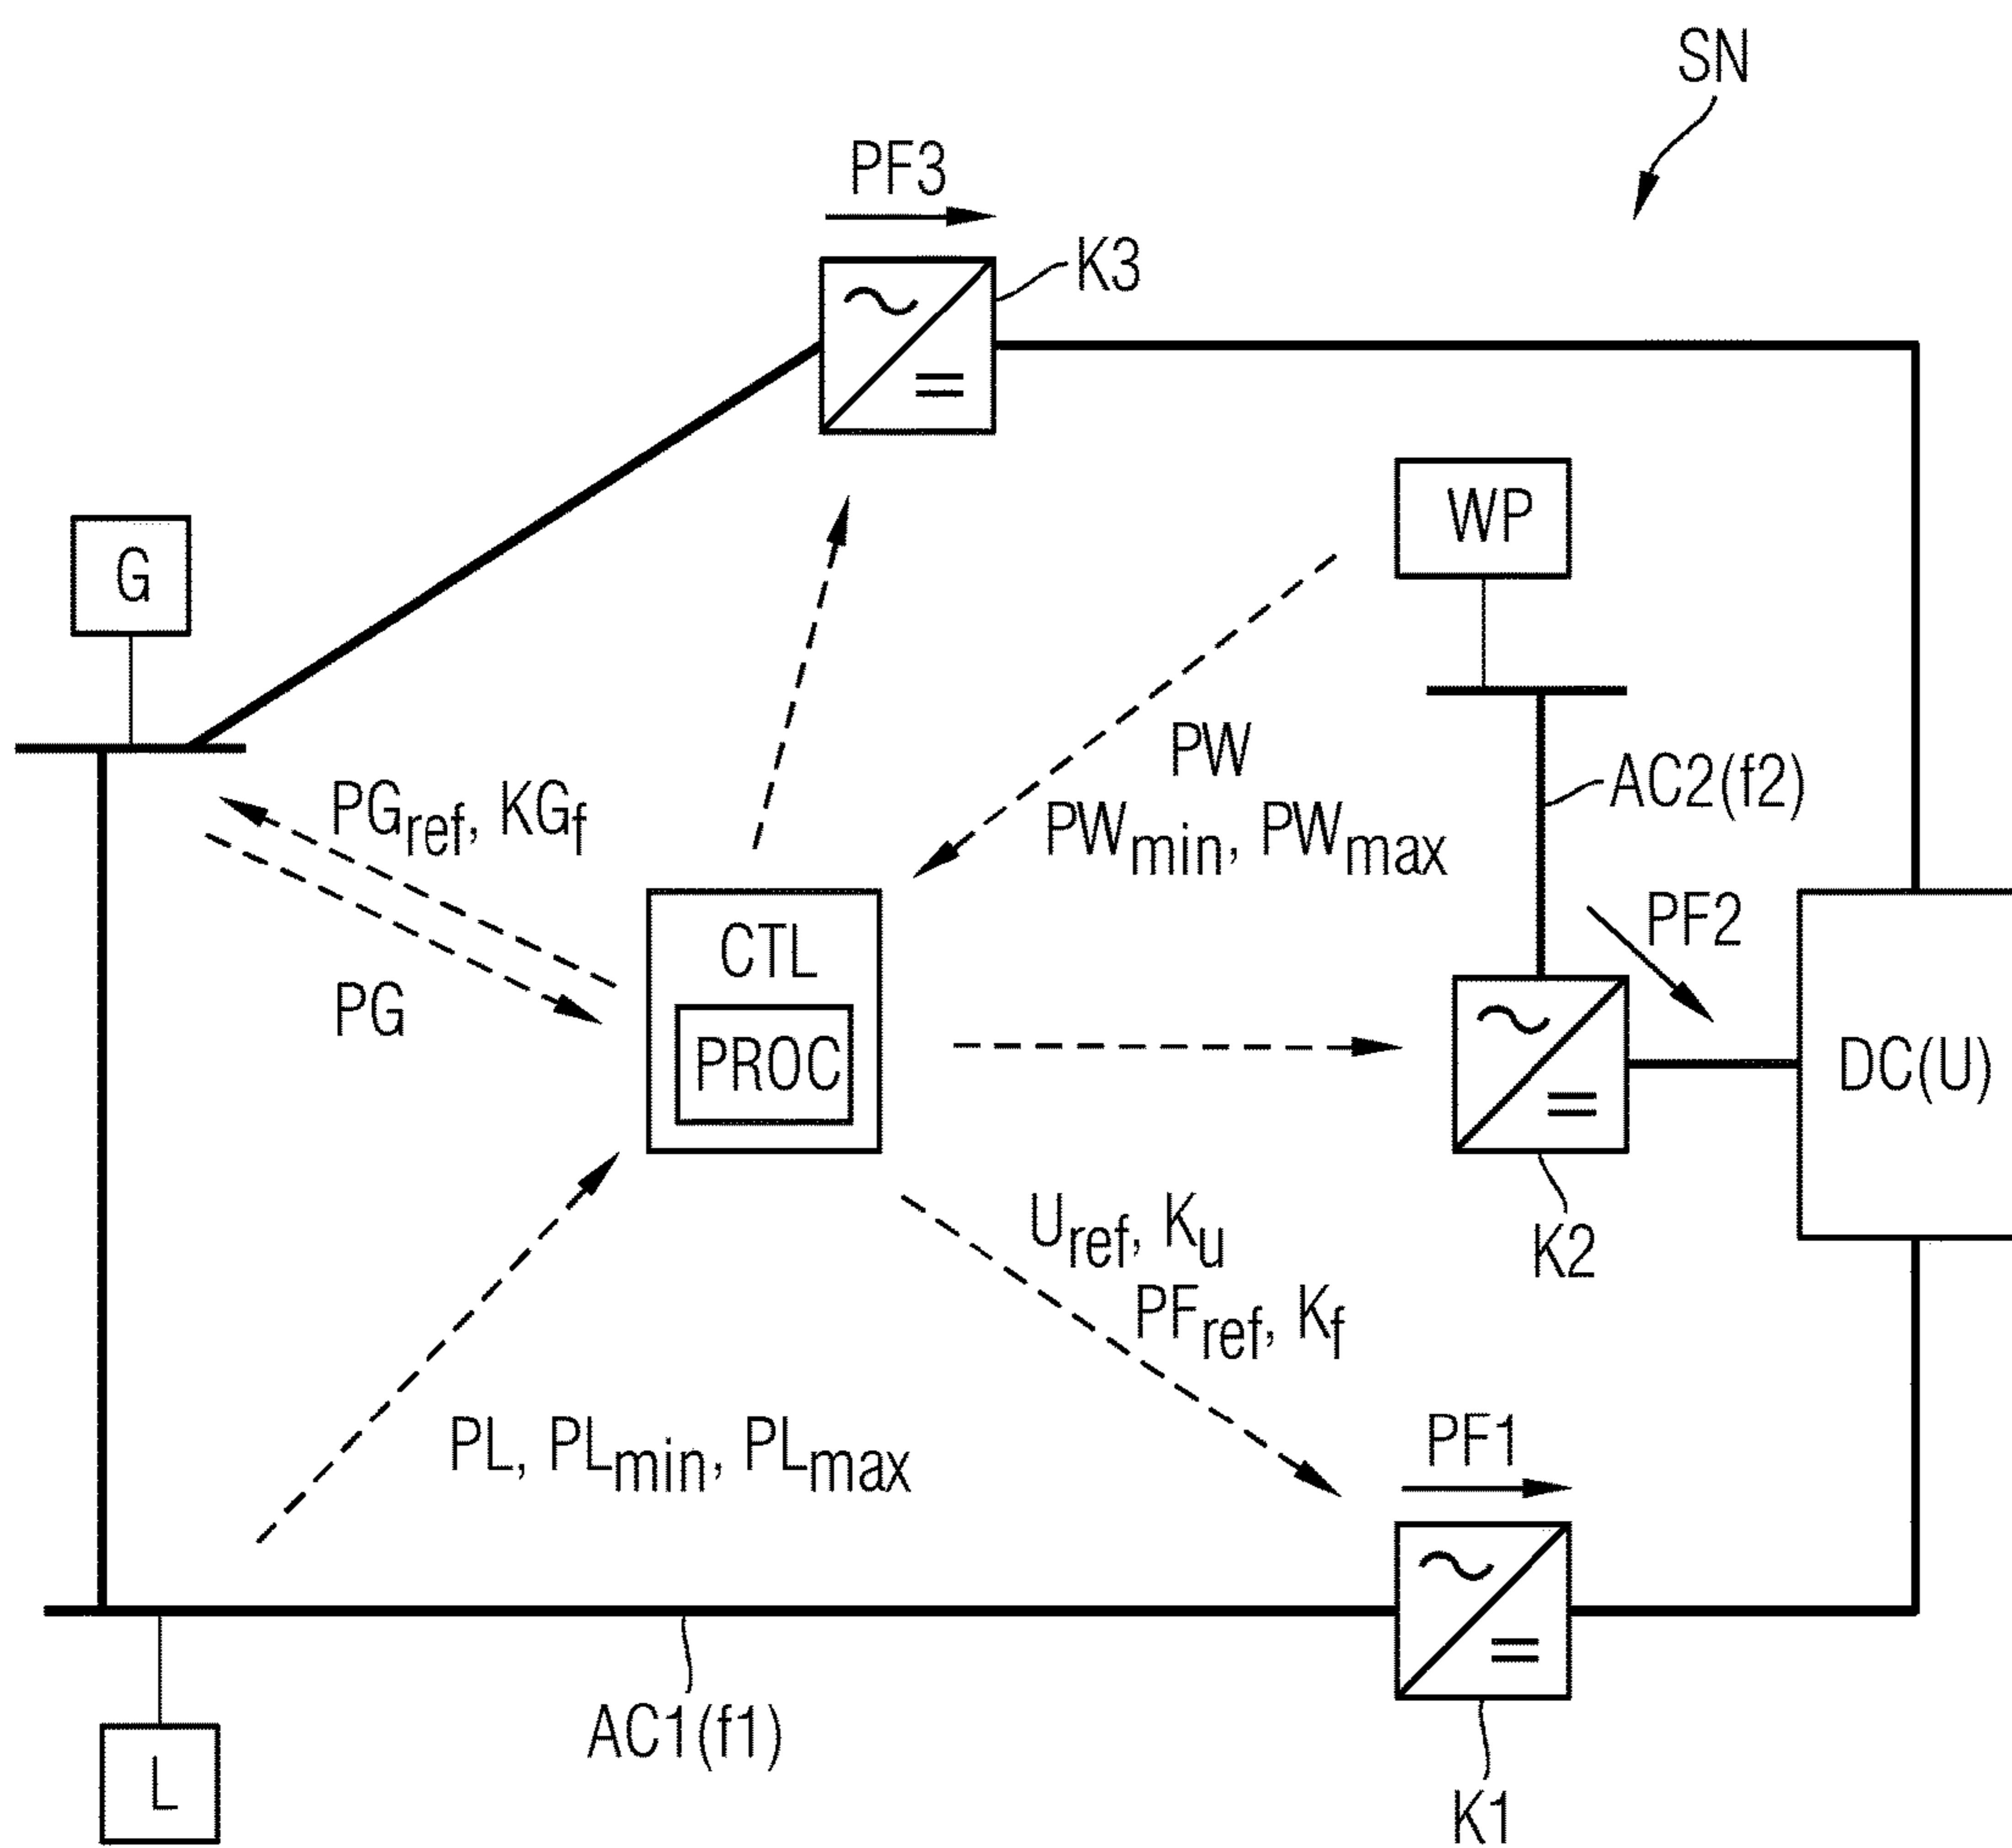 SN
PF3
K3
G
WP
PW
PWmin, PWmax
AC2(f2)
PGref, KGf
PG
CTL
PROC
PF2
DC(U)
K2
Uref, Ku
PFref, Kf
PL, PLmin, PLmax
PF1
AC1(f1)
L
K1